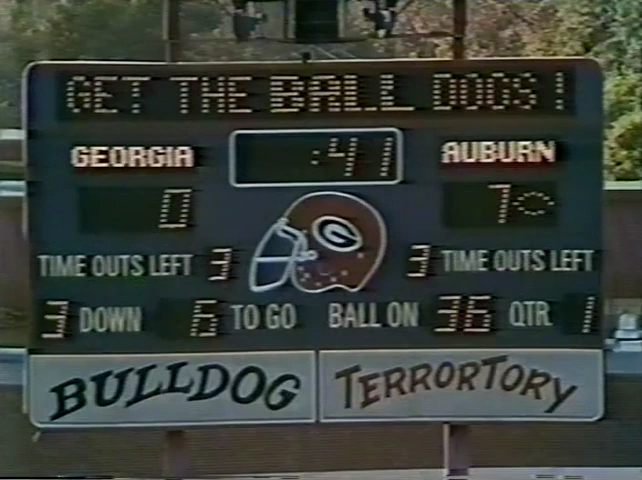 GET THE BALL DOGS!
GEORGIA :41 AUBURN
0 7
G
TIME OUTS LEFT 3 3 TIME OUTS LEFT
3 DOWN 6 TO GO BALL ON 36 QTR 1
BULLDOG TERRORTORY